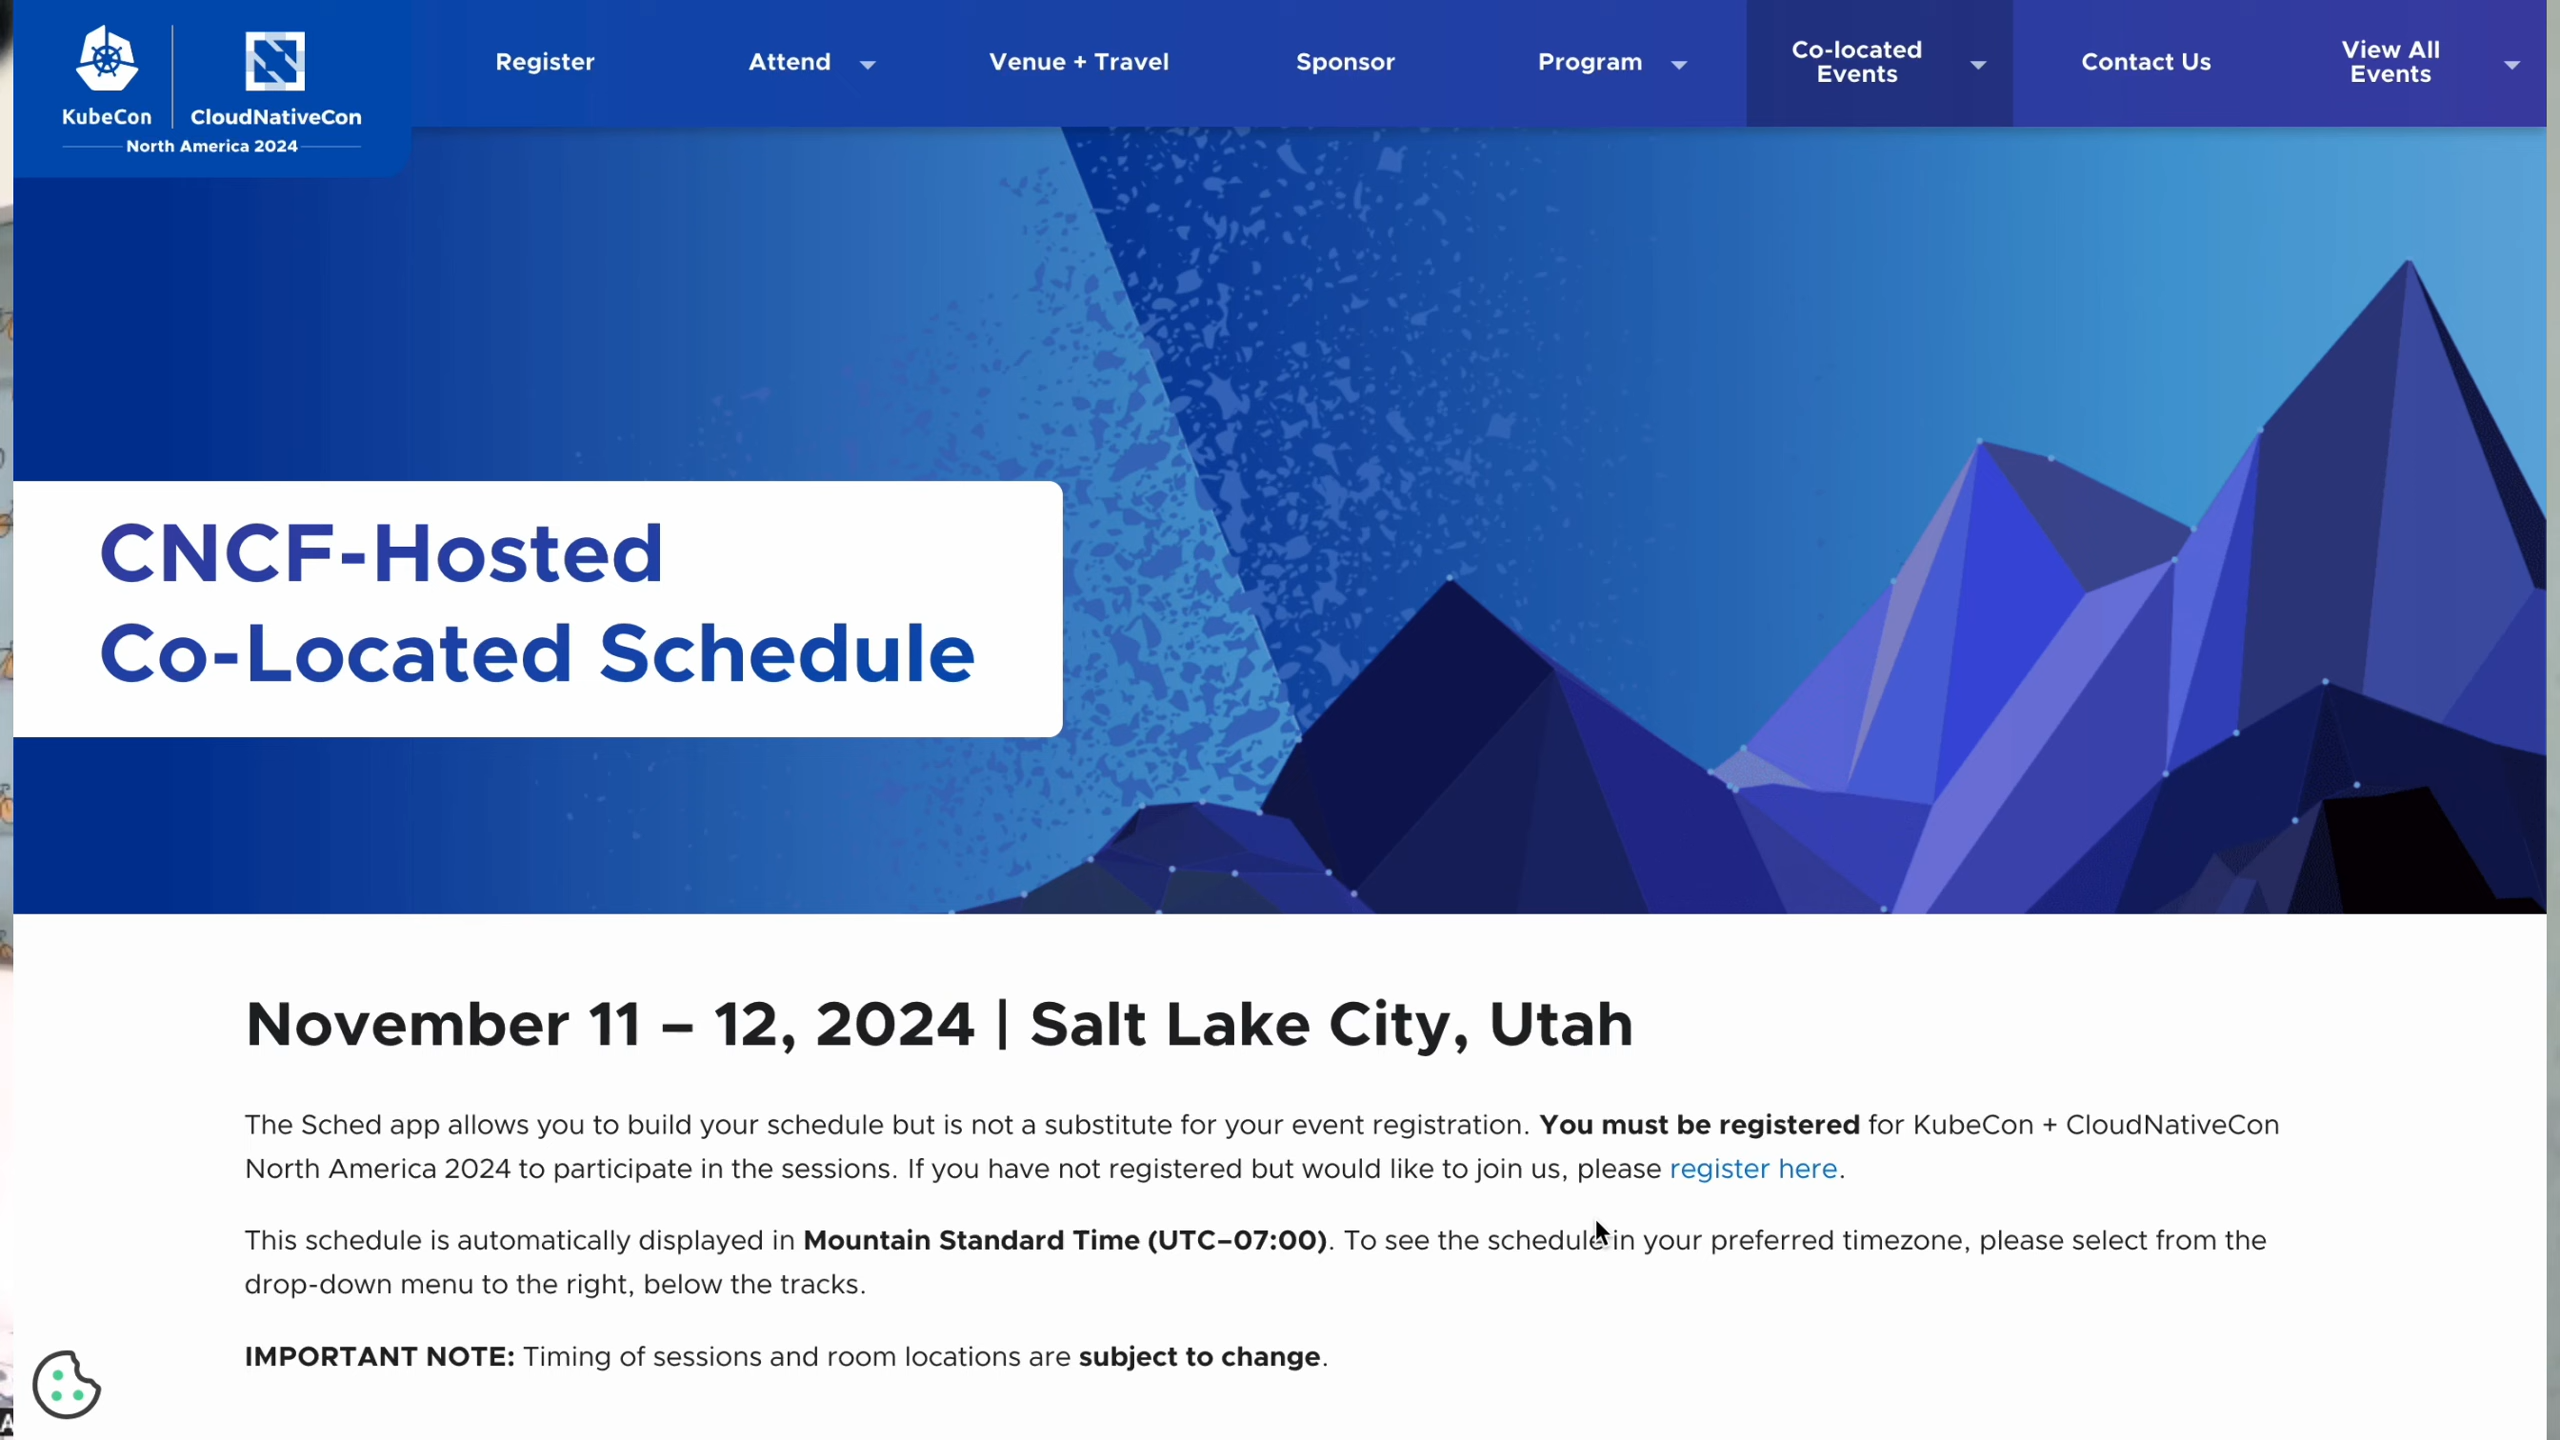 KubeCon
CloudNativeCon
North America 2024
Register
Attend
Venue + Travel
Sponsor
Program
Co-located
Events
Contact Us
View All
Events
CNCF-Hosted
Co-Located Schedule
November 11 – 12, 2024 | Salt Lake City, Utah
The Sched app allows you to build your schedule but is not a substitute for your event registration. You must be registered for KubeCon + CloudNativeCon
North America 2024 to participate in the sessions. If you have not registered but would like to join us, please register here.
This schedule is automatically displayed in Mountain Standard Time (UTC–07:00). To see the schedule in your preferred timezone, please select from the
drop-down menu to the right, below the tracks.
IMPORTANT NOTE: Timing of sessions and room locations are subject to change.